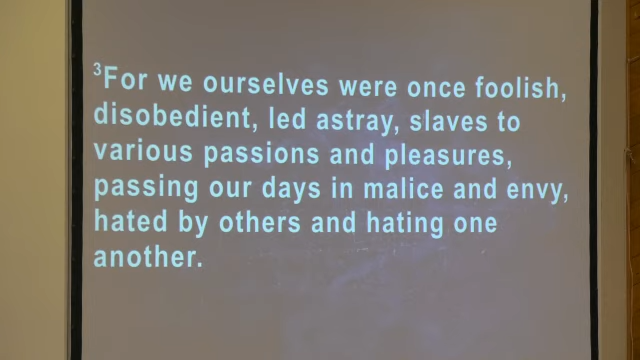 ³For we ourselves were once foolish,
disobedient, led astray, slaves to
various passions and pleasures,
passing our days in malice and envy,
hated by others and hating one
another.